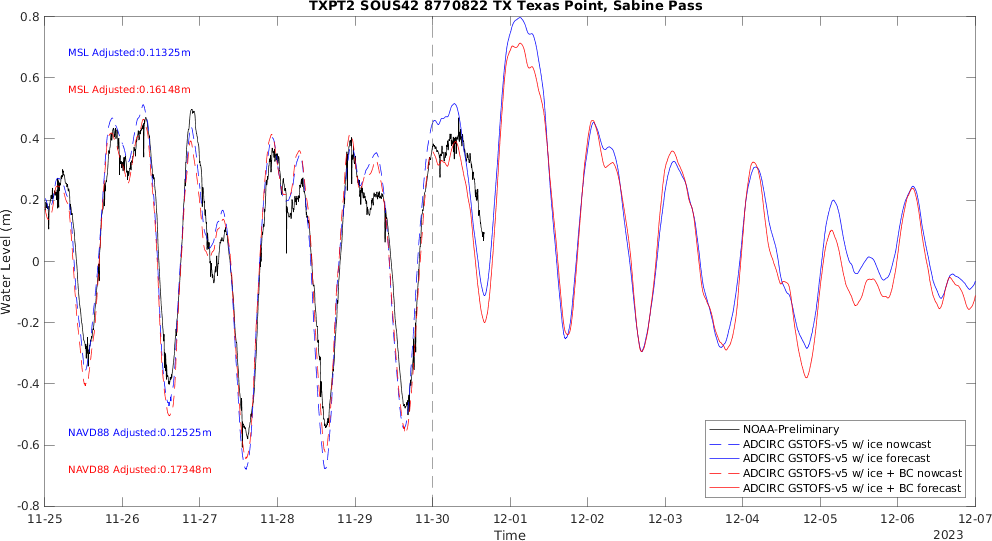 TXPT2 SOUS42 8770822 TX Texas Point, Sabine Pass
0.8
0.6
0.4
0.2
0
-0.2
-0.4
-0.6
-0.8
Water Level (m)
MSL Adjusted:0.11325m
MSL Adjusted:0.16148m
NAVD88 Adjusted:0.12525m
NAVD88 Adjusted:0.17348m
NOAA-Preliminary
ADCIRC GSTOFS-v5 w/ ice nowcast
ADCIRC GSTOFS-v5 w/ ice forecast
ADCIRC GSTOFS-v5 w/ ice + BC nowcast
ADCIRC GSTOFS-v5 w/ ice + BC forecast
11-25 11-26 11-27 11-28 11-29 11-30 12-01 12-02 12-03 12-04 12-05 12-06 12-07
Time
2023